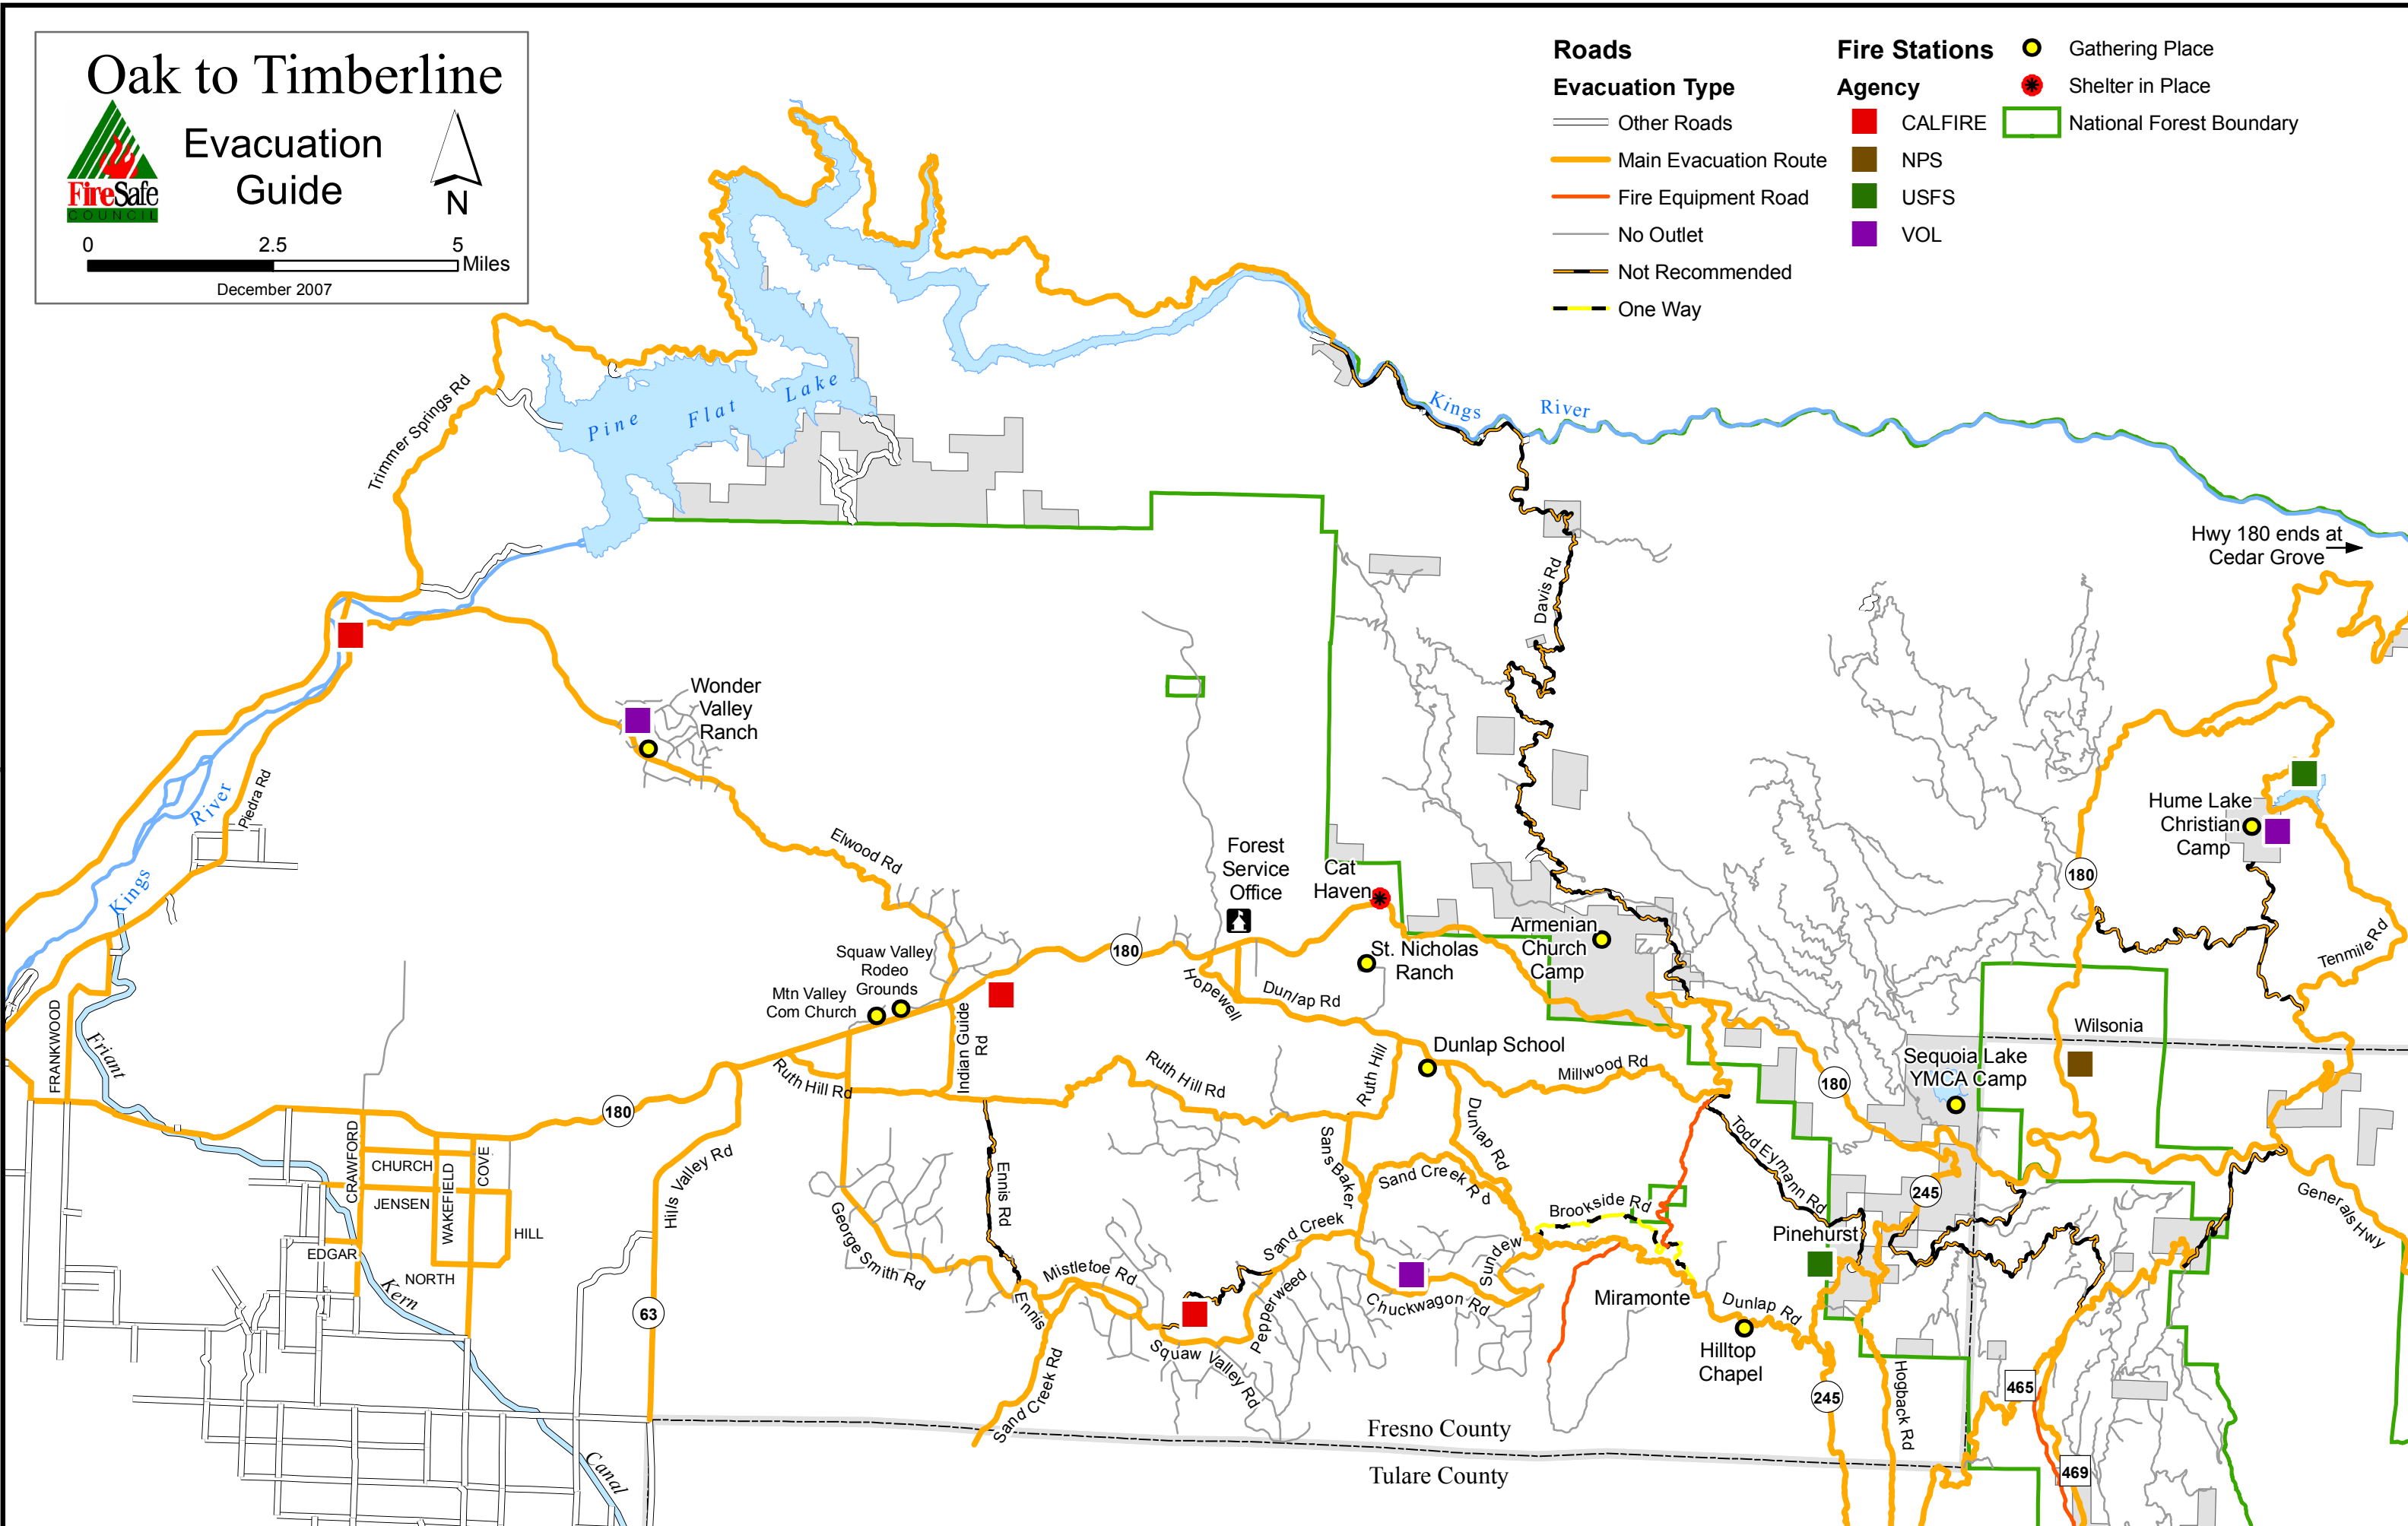 Oak to Timberline
Evacuation
Guide
FireSafe
COUNCIL
N
0 2.5 5
Miles
December 2007
Roads
Evacuation Type
Other Roads
Main Evacuation Route
Fire Equipment Road
No Outlet
Not Recommended
One Way
Fire Stations
Agency
CALFIRE
NPS
USFS
VOL
Gathering Place
Shelter in Place
National Forest Boundary
Trimmer Springs Rd
Pine Flat Lake
Kings River
Hwy 180 ends at
Cedar Grove
Davis Rd
Wonder
Valley
Ranch
Kings River
Piedra Rd
Elwood Rd
Forest
Service
Office
Cat
Haven
Hume Lake
Christian
Camp
180
Tenmile Rd
Squaw Valley
Rodeo
Grounds
Mtn Valley
Com Church
180
St. Nicholas
Ranch
Armenian
Church
Camp
Hopewell
Dunlap Rd
FRANKWOOD
Friant
Indian Guide
Rd
Dunlap School
Wilsonia
Sequoia Lake
YMCA Camp
180
Millwood Rd
Ruth Hill Rd
Ruth Hill Rd
Ruth Hill
180
CRAWFORD
CHURCH
WAKEFIELD
COVE
JENSEN
HILL
EDGAR
NORTH
Hills Valley Rd
Ennis Rd
Sans Baker
Sand Creek Rd
Dunlap Rd
Todd Eymann Rd
Brookside Rd
245
Pinehurst
Generals Hwy
George Smith Rd
Mistletoe Rd
Sand Creek
Sundew
Kern
63
Ennis
Pepperweed
Chuckwagon Rd
Miramonte
Dunlap Rd
Hilltop
Chapel
Squaw Valley Rd
Sand Creek Rd
245
Hogback Rd
465
Fresno County
Tulare County
469
Canal